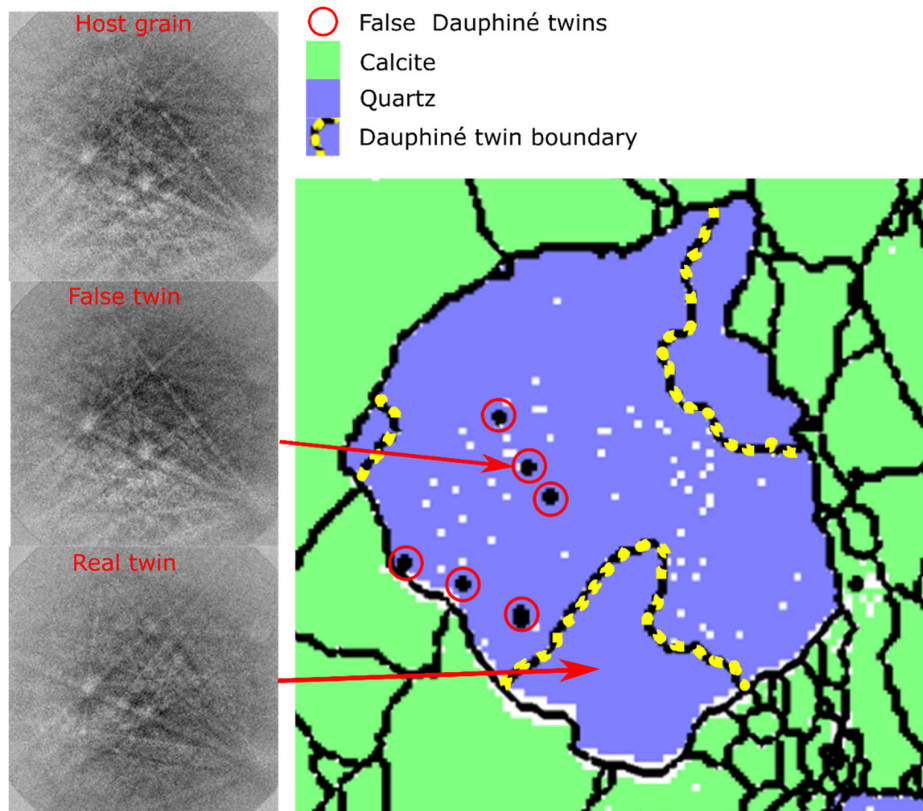 Host grain
False twin
Real twin
False Dauphiné twins
Calcite
Quartz
Dauphiné twin boundary